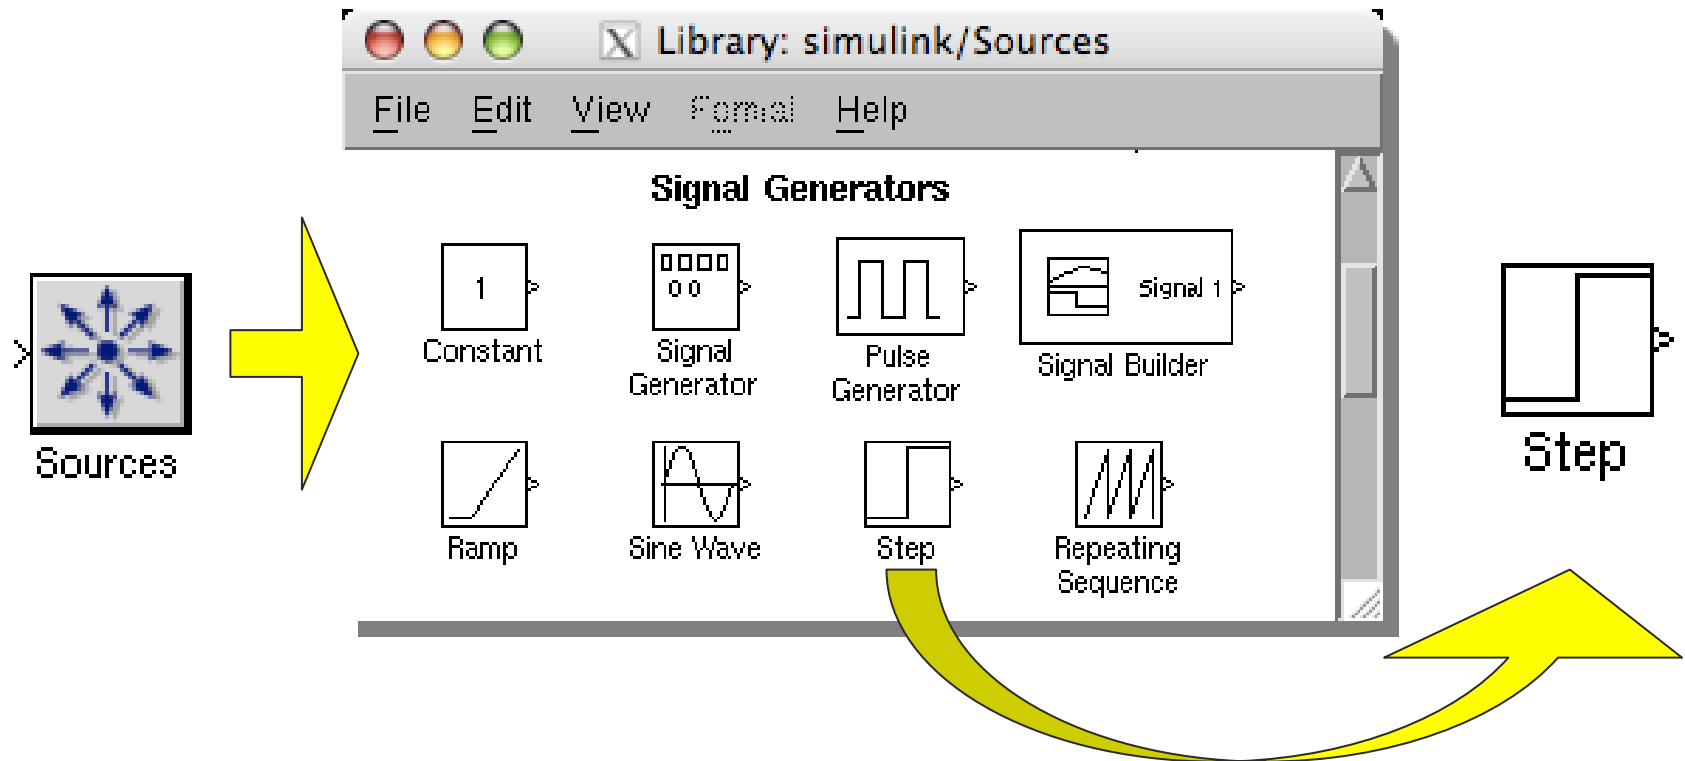 Library: simulink/Sources
File Edit View Format Help
Signal Generators
1
Signal 1
Constant
Signal
Generator
Pulse
Generator
Signal Builder
Ramp
Sine Wave
Step
Repeating
Sequence
Sources
Step